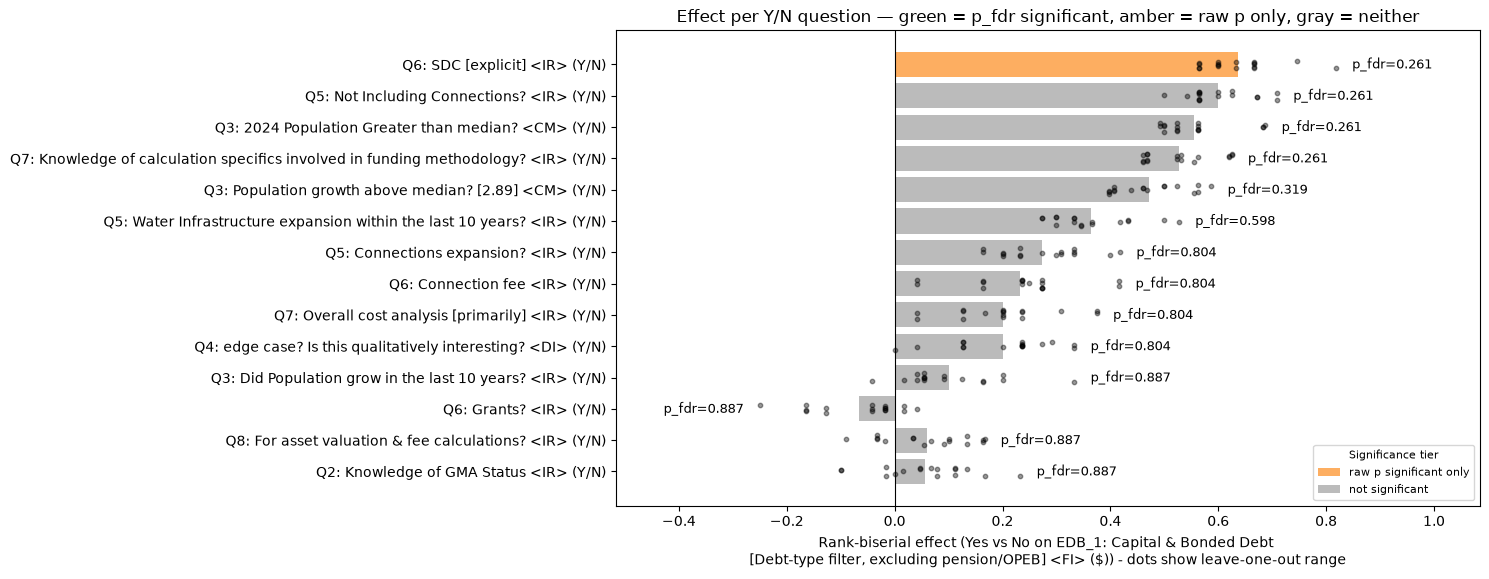 Effect per Y/N question — green = p_fdr significant, amber = raw p only, gray = neither
Q6: SDC [explicit] <IR> (Y/N)
p_fdr=0.261
Q5: Not Including Connections? <IR> (Y/N)
p_fdr=0.261
Q3: 2024 Population Greater than median? <CM> (Y/N)
p_fdr=0.261
Q7: Knowledge of calculation specifics involved in funding methodology? <IR> (Y/N)
p_fdr=0.261
Q3: Population growth above median? [2.89] <CM> (Y/N)
p_fdr=0.319
Q5: Water Infrastructure expansion within the last 10 years? <IR> (Y/N)
p_fdr=0.598
Q5: Connections expansion? <IR> (Y/N)
p_fdr=0.804
Q6: Connection fee <IR> (Y/N)
p_fdr=0.804
Q7: Overall cost analysis [primarily] <IR> (Y/N)
p_fdr=0.804
Q4: edge case? Is this qualitatively interesting? <DI> (Y/N)
p_fdr=0.804
Q3: Did Population grow in the last 10 years? <IR> (Y/N)
p_fdr=0.887
Q6: Grants? <IR> (Y/N)
p_fdr=0.887
Q8: For asset valuation & fee calculations? <IR> (Y/N)
p_fdr=0.887
Q2: Knowledge of GMA Status <IR> (Y/N)
p_fdr=0.887
Significance tier
raw p significant only
not significant
−0.4 −0.2 0.0 0.2 0.4 0.6 0.8 1.0
Rank-biserial effect (Yes vs No on EDB_1: Capital & Bonded Debt
[Debt-type filter, excluding pension/OPEB] <FI> ($)) - dots show leave-one-out range